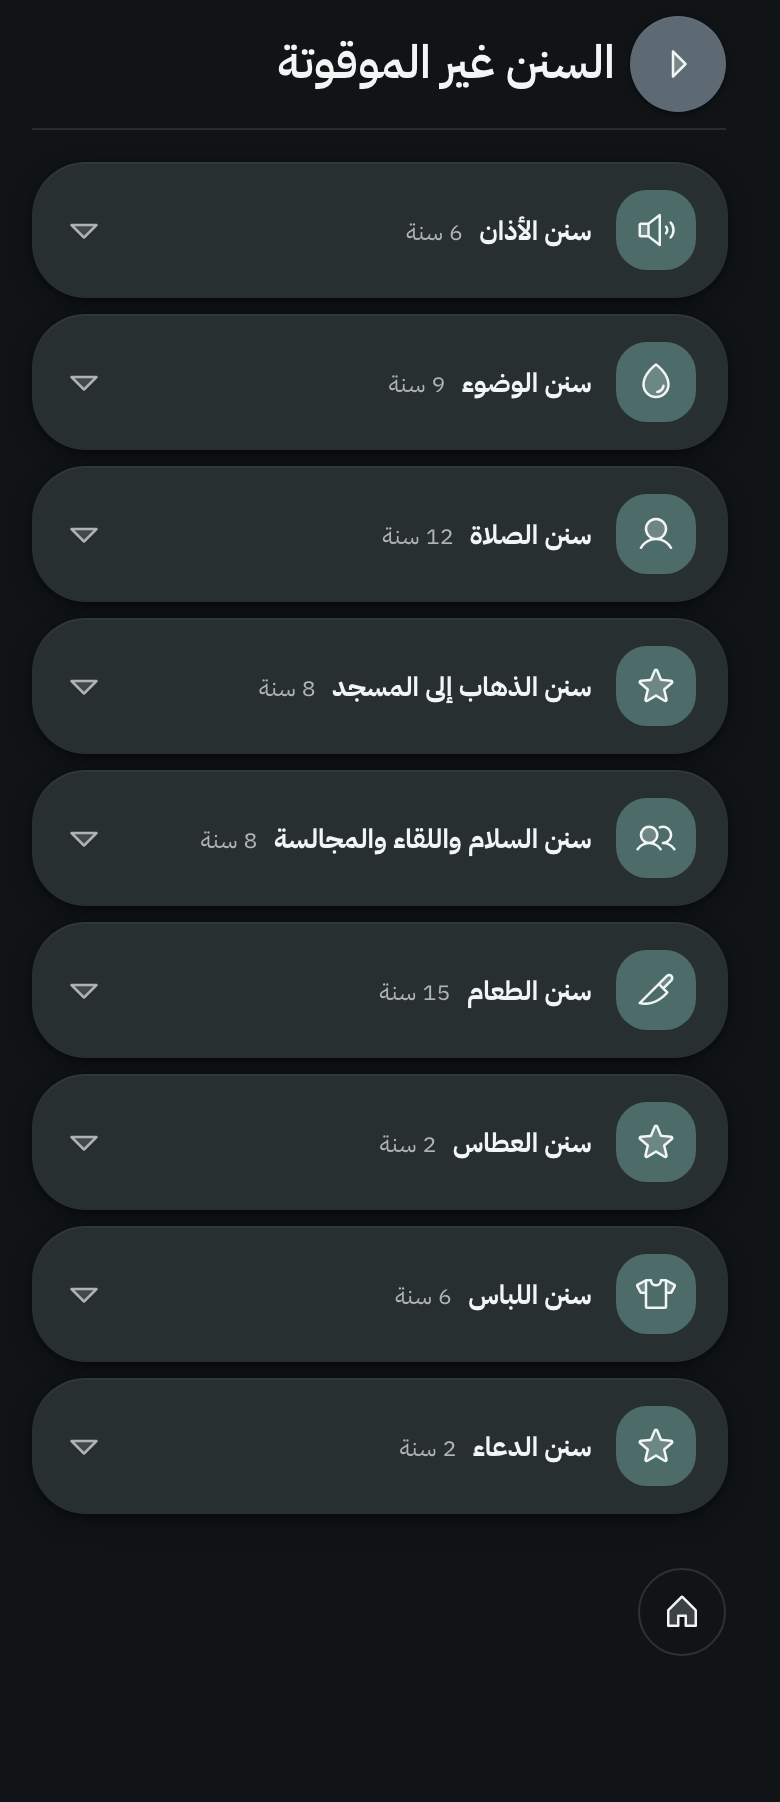 السنن غير الموقوتة
سنن الأذان 6 سنة
سنن الوضوء 9 سنة
سنن الصلاة 12 سنة
سنن الذهاب إلى المسجد 8 سنة
سنن السلام واللقاء والمجالسة 8 سنة
سنن الطعام 15 سنة
سنن العطاس 2 سنة
سنن اللباس 6 سنة
سنن الدعاء 2 سنة